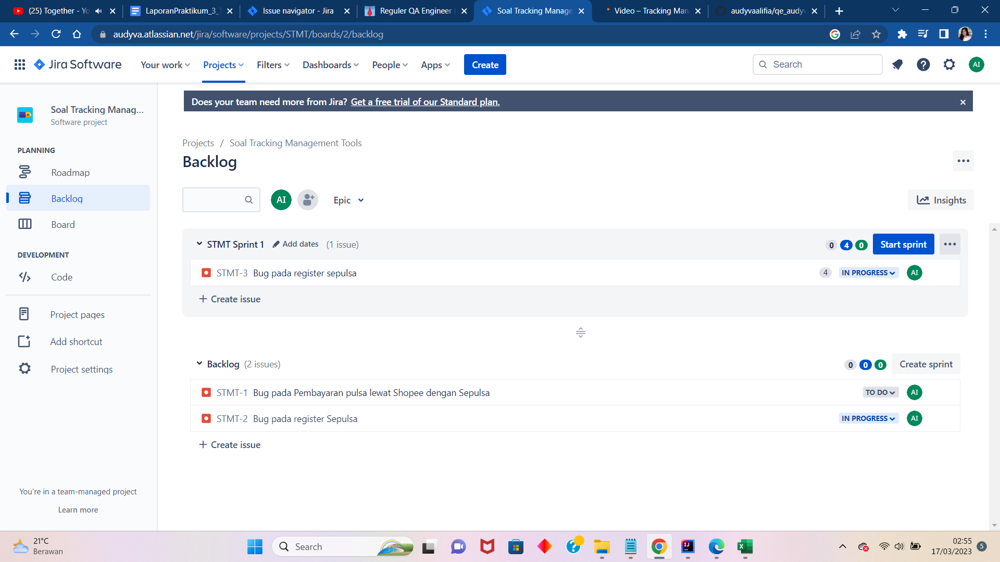 (25) Together - Yo
LaporanPraktikum_3_
Issue navigator - Jira
Reguler QA Engineer (
Soal Tracking Manage
Video – Tracking Man
audyvaalifia/qe_audyv
audyva.atlassian.net/jira/software/projects/STMT/boards/2/backlog
Jira Software
Your work
Projects
Filters
Dashboards
People
Apps
Create
Search
AI
Does your team need more from Jira? Get a free trial of our Standard plan.
Soal Tracking Manag...
Software project
PLANNING
Roadmap
Backlog
Board
DEVELOPMENT
Code
Project pages
Add shortcut
Project settings
You're in a team-managed project
Learn more
Projects / Soal Tracking Management Tools
Backlog
AI
Epic
Insights
STMT Sprint 1 Add dates (1 issue) 0 4 0 Start sprint
STMT-3 Bug pada register sepulsa 4 IN PROGRESS AI
+ Create issue
Backlog (2 issues) 0 0 0 Create sprint
STMT-1 Bug pada Pembayaran pulsa lewat Shopee dengan Sepulsa TO DO AI
STMT-2 Bug pada register Sepulsa IN PROGRESS AI
+ Create issue
21°C
Berawan
Search
02:55
17/03/2023
5